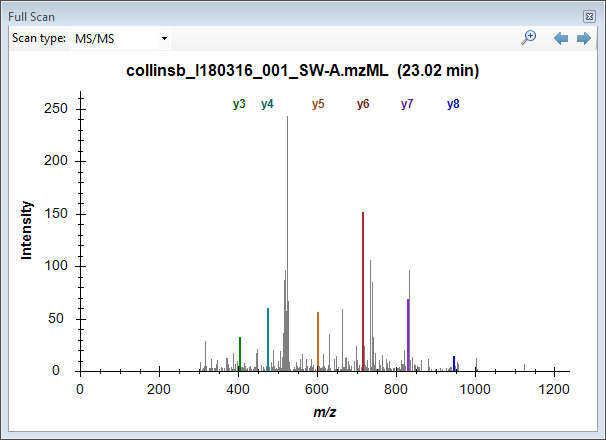 Full Scan
Scan type: MS/MS
collinsb_I180316_001_SW-A.mzML (23.02 min)
y3 y4 y5 y6 y7 y8
250
200
150
100
50
0
Intensity
0 200 400 600 800 1000 1200
m/z